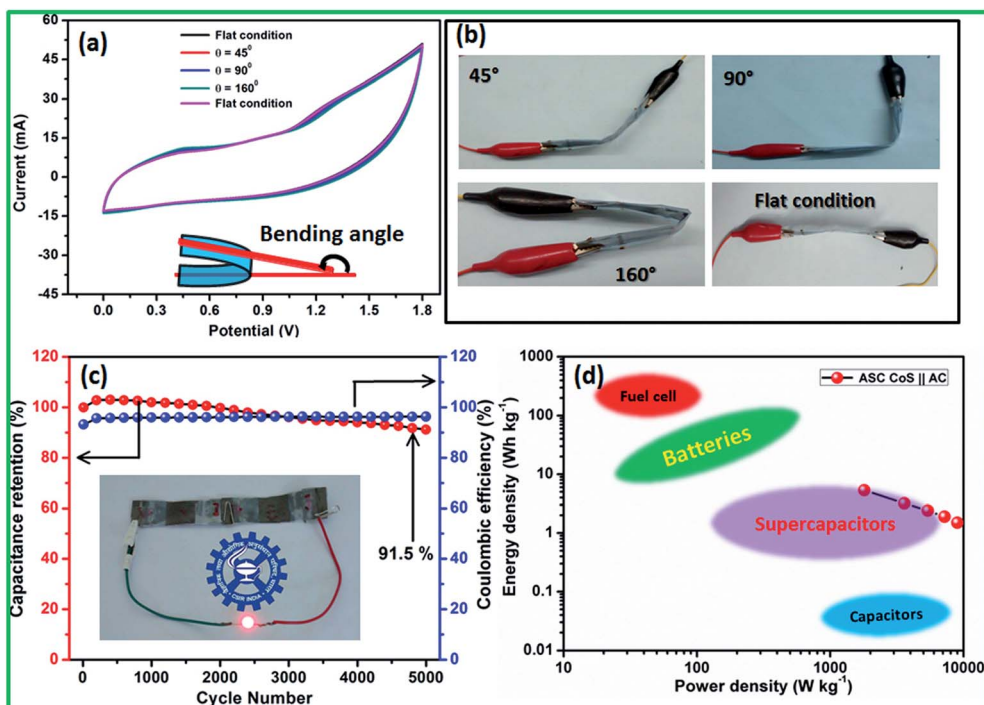 (a)
Flat condition
θ = 45⁰
θ = 90⁰
θ = 160⁰
Flat condition
60
45
30
15
0
-15
-30
-45
Current (mA)
Bending angle
0.0 0.3 0.6 0.9 1.2 1.5 1.8
Potential (V)
(b)
45°
90°
160°
Flat condition
(c)
120
100
80
60
40
20
0
Capacitance retention (%)
120
100
80
60
40
20
0
Coulombic efficiency (%)
91.5 %
CSIR INDIA
0 1000 2000 3000 4000 5000
Cycle Number
(d)
ASC CoS || AC
1000
100
10
1
0.1
0.01
Energy density (Wh kg⁻¹)
Fuel cell
Batteries
Supercapacitors
Capacitors
10 100 1000 10000
Power density (W kg⁻¹)